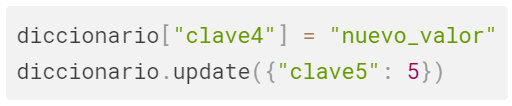 diccionario["clave4"] = "nuevo_valor"
diccionario.update({"clave5": 5})